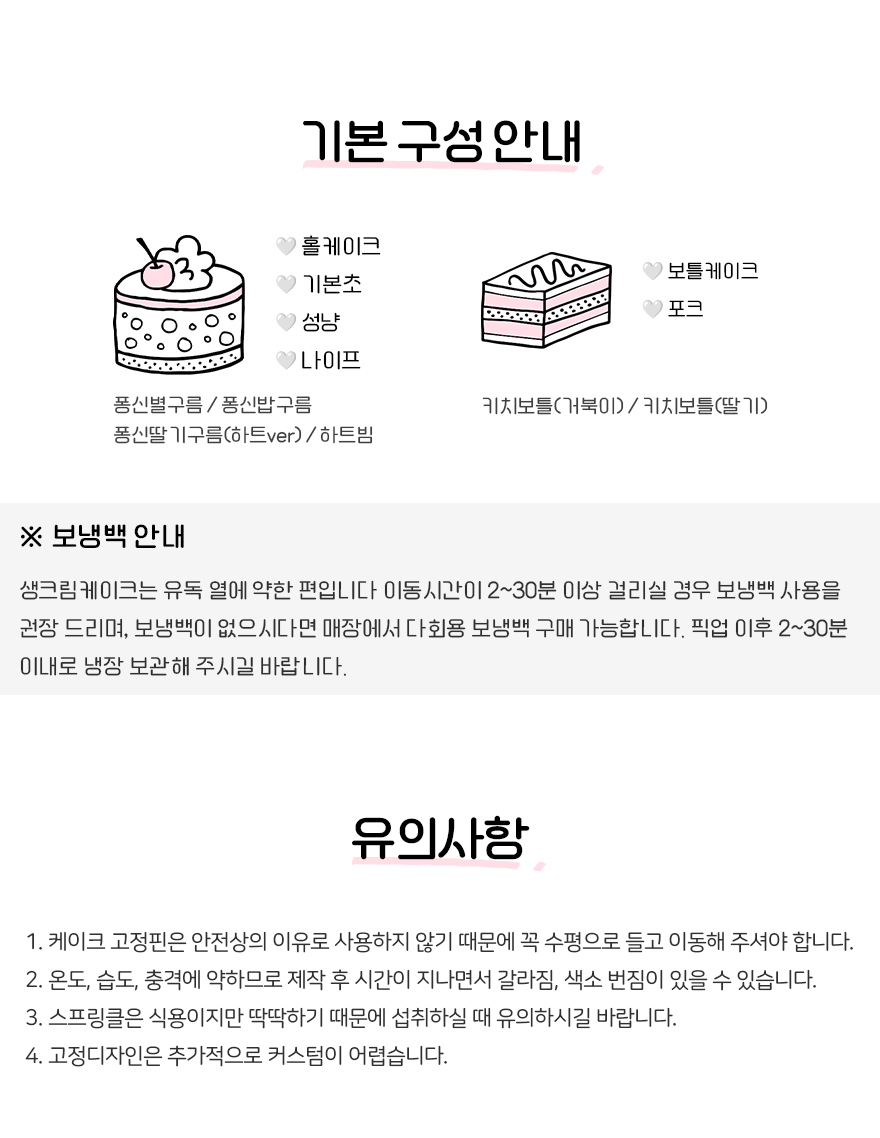 기본 구성 안내
🤍 홀케이크
🤍 기본초
🤍 성냥
🤍 나이프
퐁신별구름 / 퐁신밥구름
퐁신딸기구름(하트ver) / 하트빔
🤍 보틀케이크
🤍 포크
키치보틀(거북이) / 키치보틀(딸기)
※ 보냉백 안내
생크림케이크는 유독 열에 약한 편입니다 이동시간이 2~30분 이상 걸리실 경우 보냉백 사용을
권장 드리며, 보냉백이 없으시다면 매장에서 다회용 보냉백 구매 가능합니다. 픽업 이후 2~30분
이내로 냉장 보관해 주시길 바랍니다.
유의사항
1. 케이크 고정핀은 안전상의 이유로 사용하지 않기 때문에 꼭 수평으로 들고 이동해 주셔야 합니다.
2. 온도, 습도, 충격에 약하므로 제작 후 시간이 지나면서 갈라짐, 색소 번짐이 있을 수 있습니다.
3. 스프링클은 식용이지만 딱딱하기 때문에 섭취하실 때 유의하시길 바랍니다.
4. 고정디자인은 추가적으로 커스텀이 어렵습니다.